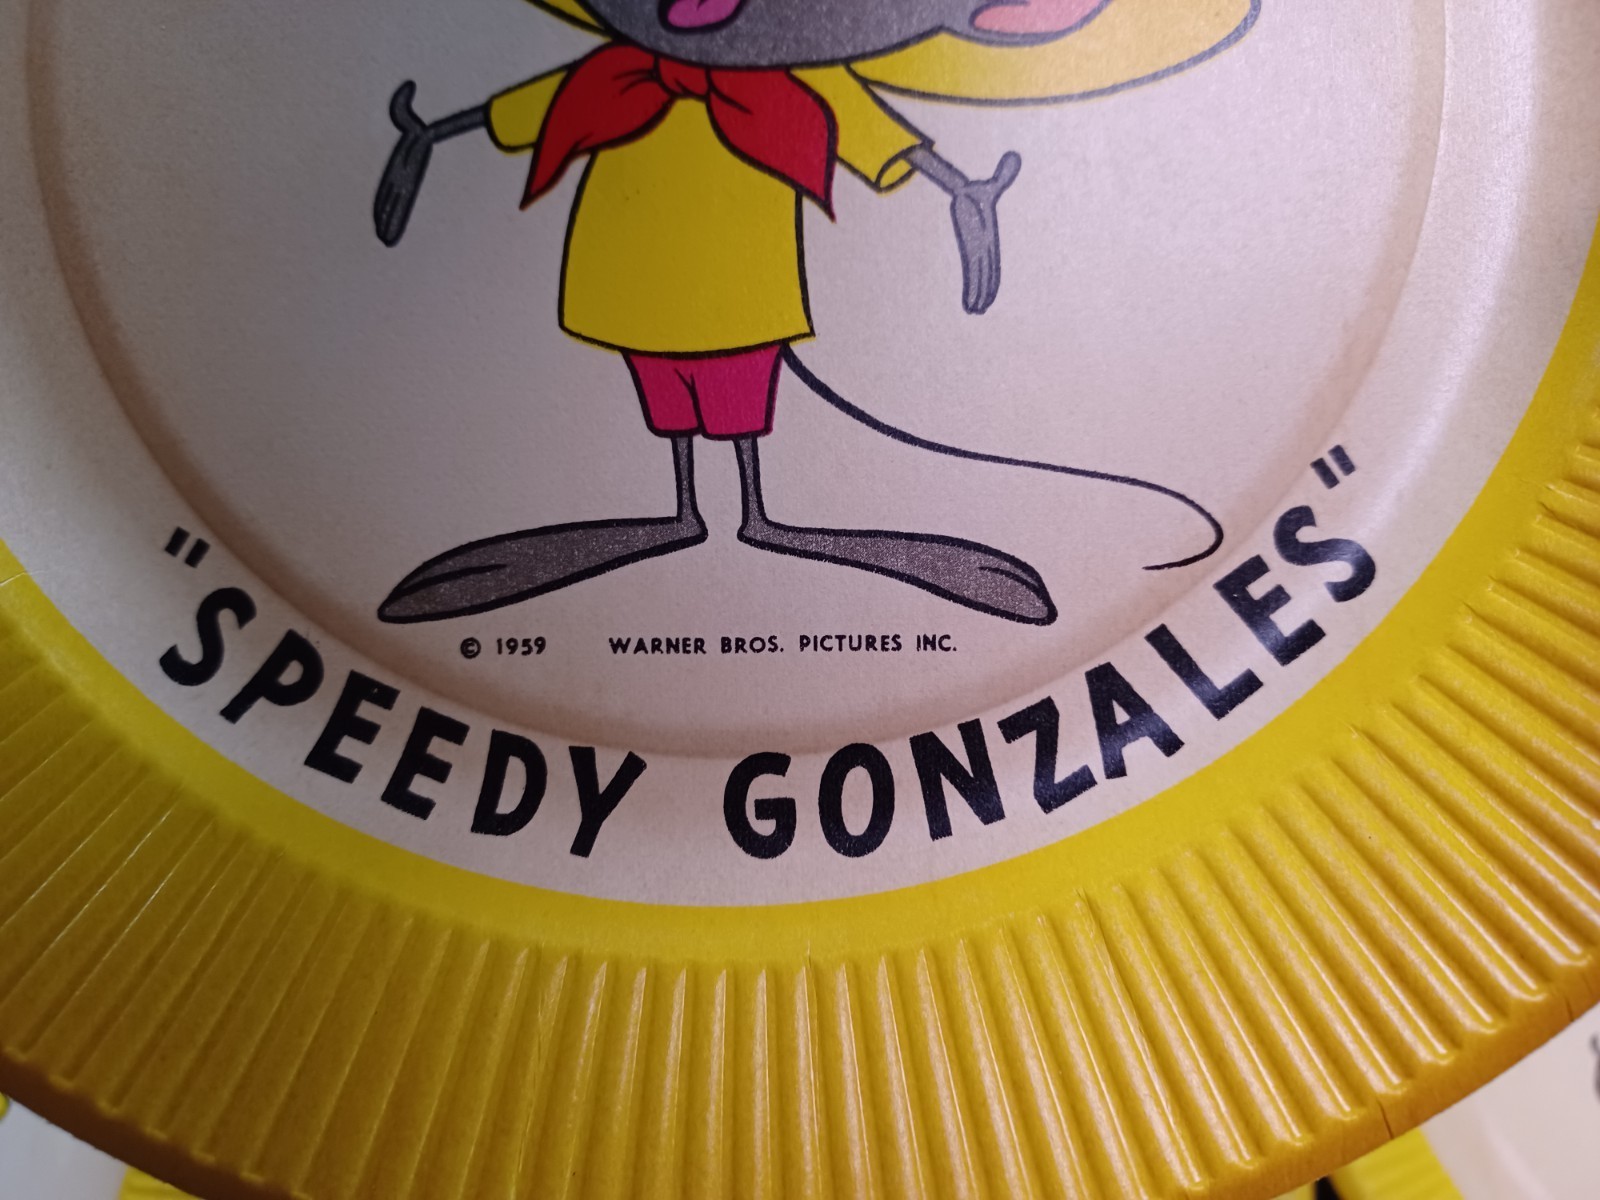 © 1959 WARNER BROS. PICTURES INC.
"SPEEDY GONZALES"